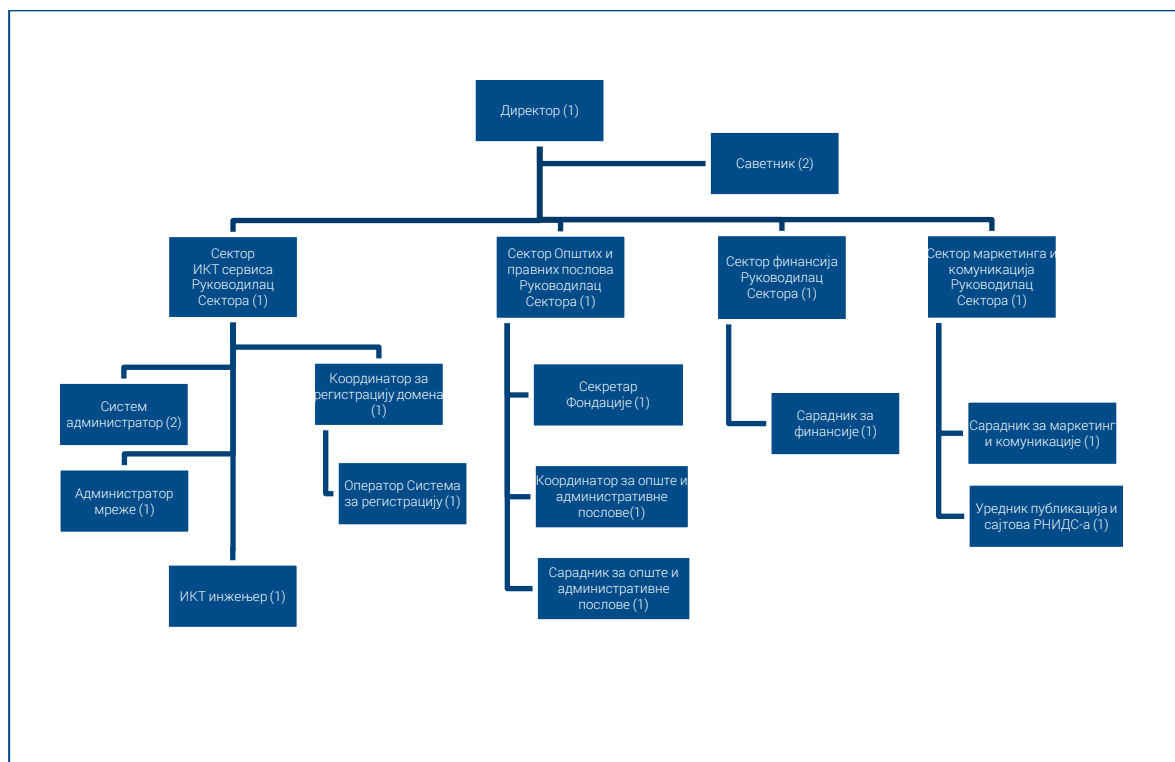 Директор (1)
Саветник (2)
Сектор
ИКТ сервиса
Руководилац
Сектора (1)
Сектор Општих и
правних послова
Руководилац
Сектора (1)
Сектор финансија
Руководилац
Сектора (1)
Сектор маркетинга и
комуникација
Руководилац
Сектора (1)
Систем
администратор (2)
Координатор за
регистрацију домена
(1)
Администратор
мреже (1)
Оператор Система
за регистрацију (1)
ИКТ инжењер (1)
Секретар
Фондације (1)
Координатор за опште и
административне
послове(1)
Сарадник за опште и
административне
послове (1)
Сарадник за
финансије (1)
Сарадник за маркетинг
и комуникације (1)
Уредник публикација и
сајтова РНИДС-а (1)